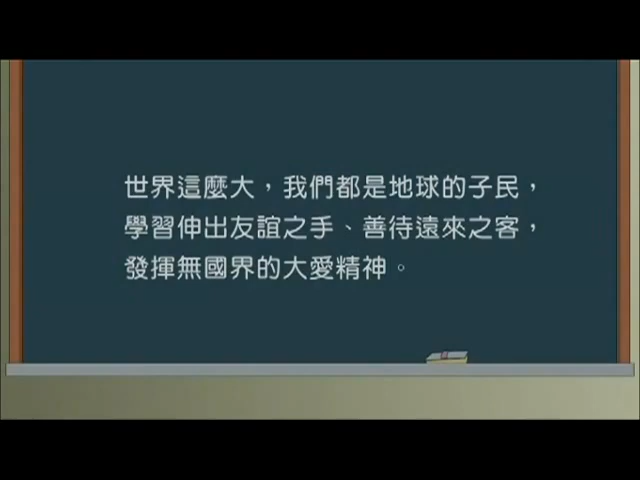 世界這麼大，我們都是地球的子民，
學習伸出友誼之手、善待遠來之客，
發揮無國界的大愛精神。